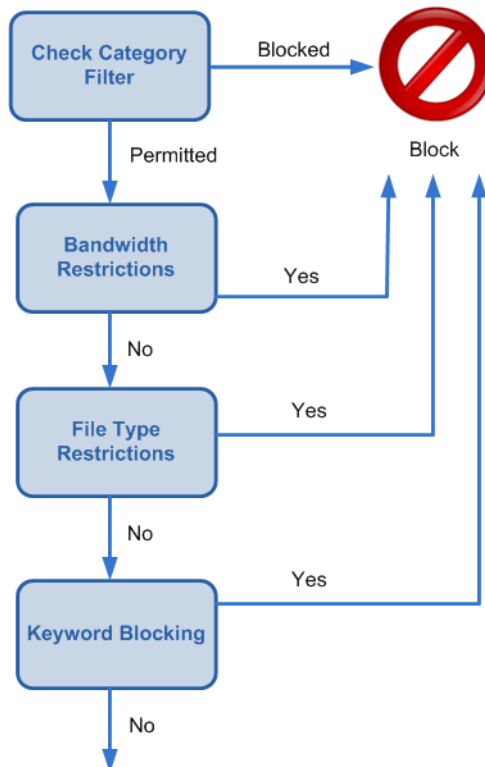 Check Category
Filter
Blocked
Block
Permitted
Bandwidth
Restrictions
Yes
No
File Type
Restrictions
Yes
No
Keyword Blocking
Yes
No